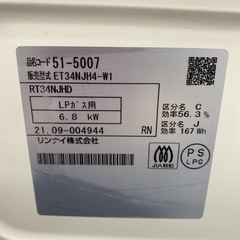 品名コード 51-5007
販売型式 ET34NJH4-W1
RT34NJHD
LPガス用
6.8 kW
21.09-004944 RN
リンナイ株式会社
区分名 C
効率56.3 %
区分名 J
効率 167 Wh
JIA認証
PS
LPG